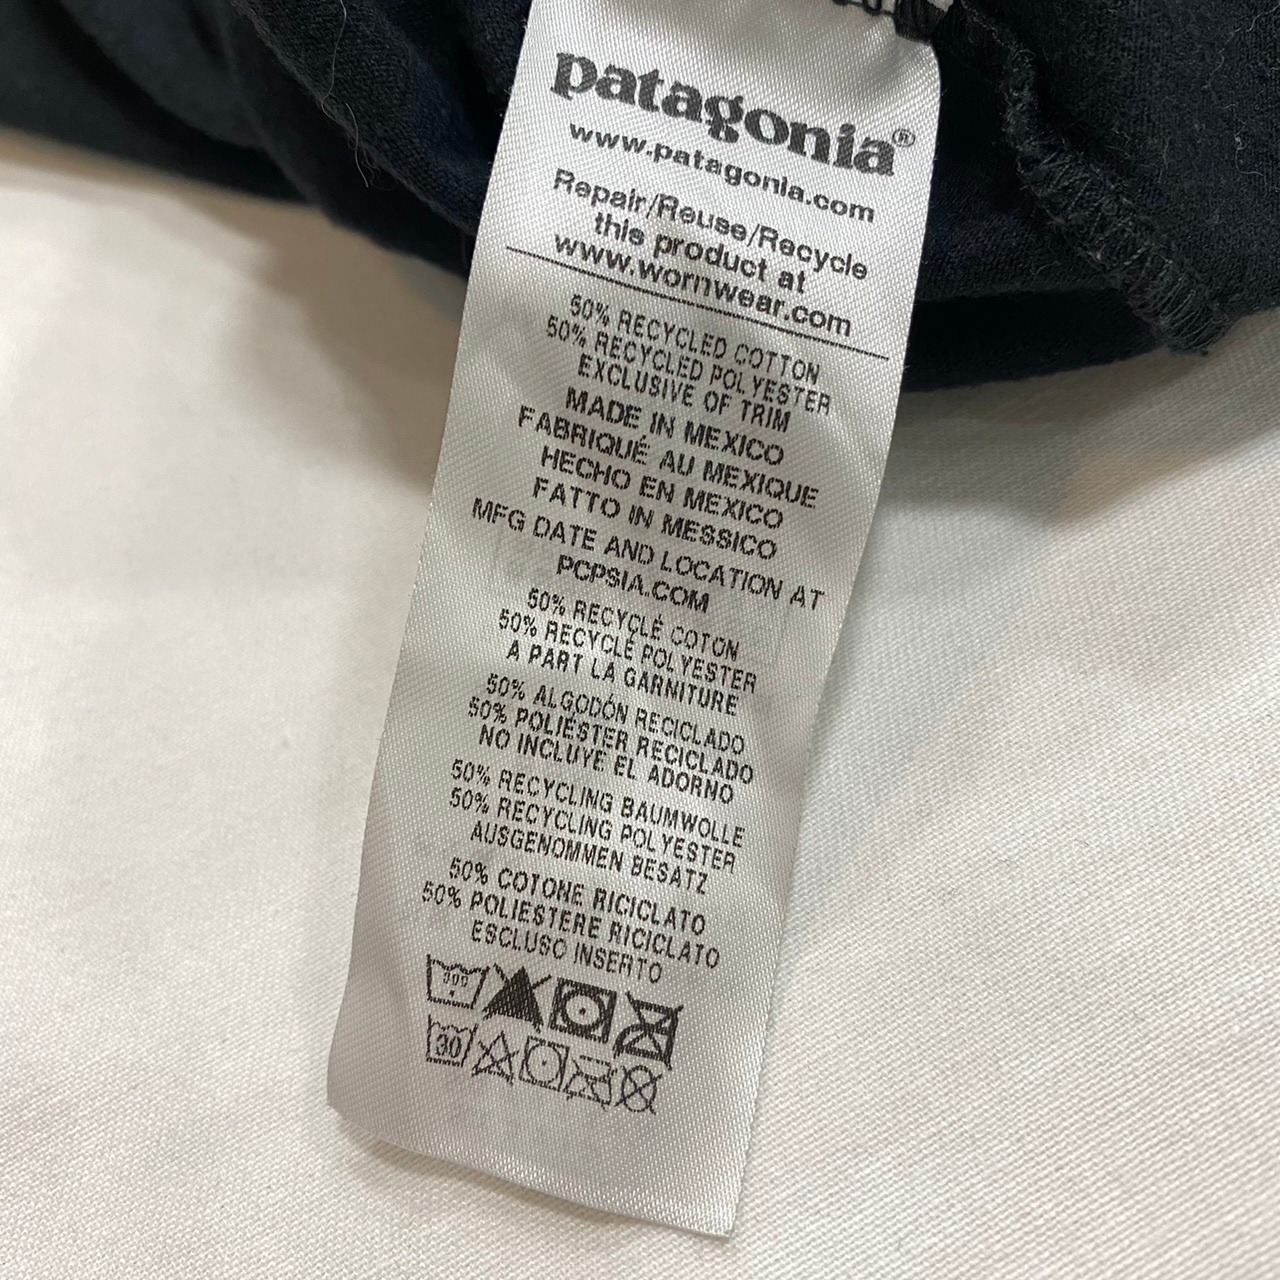 patagonia®
www.patagonia.com
Repair/Reuse/Recycle
this product at
www.wornwear.com
50% RECYCLED COTTON
50% RECYCLED POLYESTER
EXCLUSIVE OF TRIM
MADE IN MEXICO
FABRIQUÉ AU MEXIQUE
HECHO EN MEXICO
FATTO IN MESSICO
MFG DATE AND LOCATION AT
PCPSIA.COM
50% RECYCLÉ COTON
50% RECYCLÉ POLYESTER
À PART LA GARNITURE
50% ALGODÓN RECICLADO
50% POLIÉSTER RECICLADO
NO INCLUYE EL ADORNO
50% RECYCLING BAUMWOLLE
50% RECYCLING POLYESTER
AUSGENOMMEN BESATZ
50% COTONE RICICLATO
50% POLIESTERE RICICLATO
ESCLUSO INSERTO
30